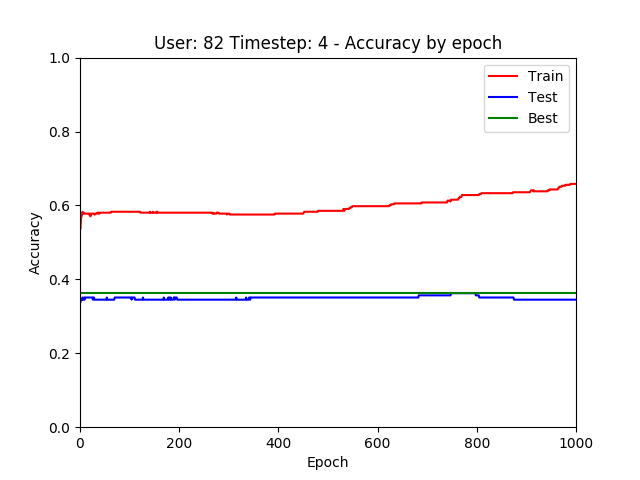 User: 82 Timestep: 4 - Accuracy by epoch
1.0
0.8
0.6
0.4
0.2
0.0
Accuracy
Train
Test
Best
0 200 400 600 800 1000
Epoch